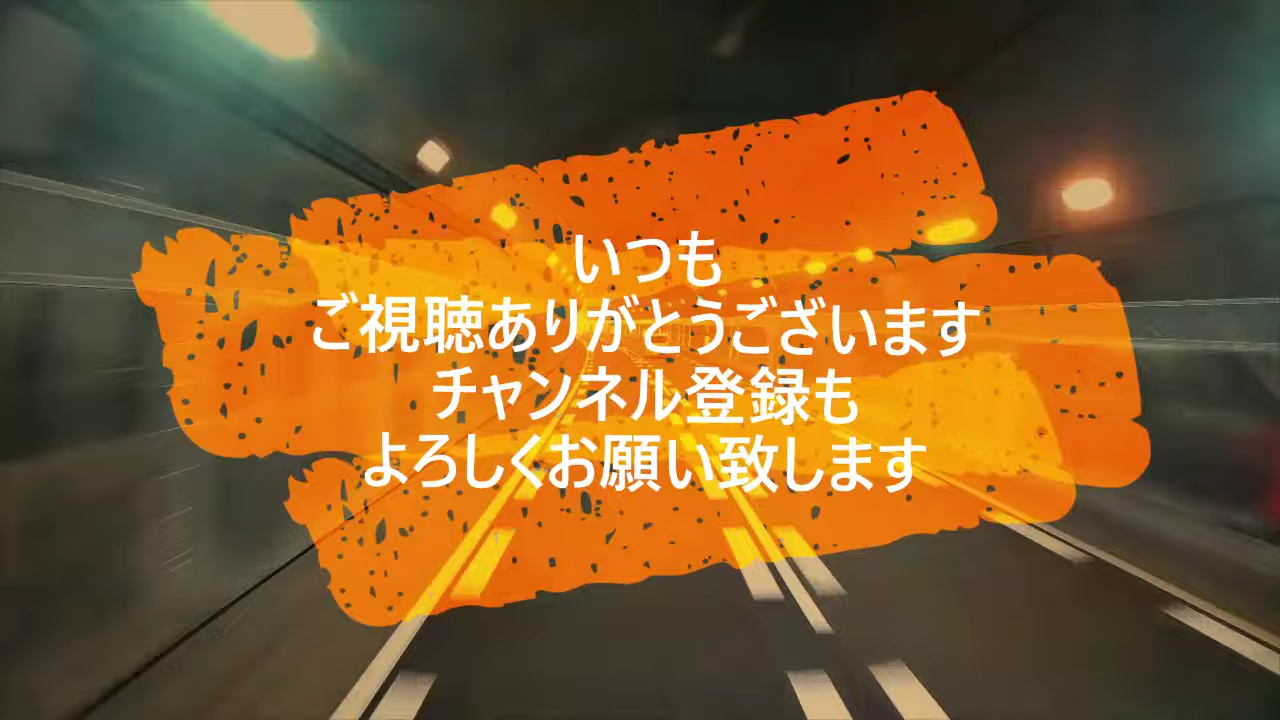 いつも
ご視聴ありがとうございます
チャンネル登録も
よろしくお願い致します